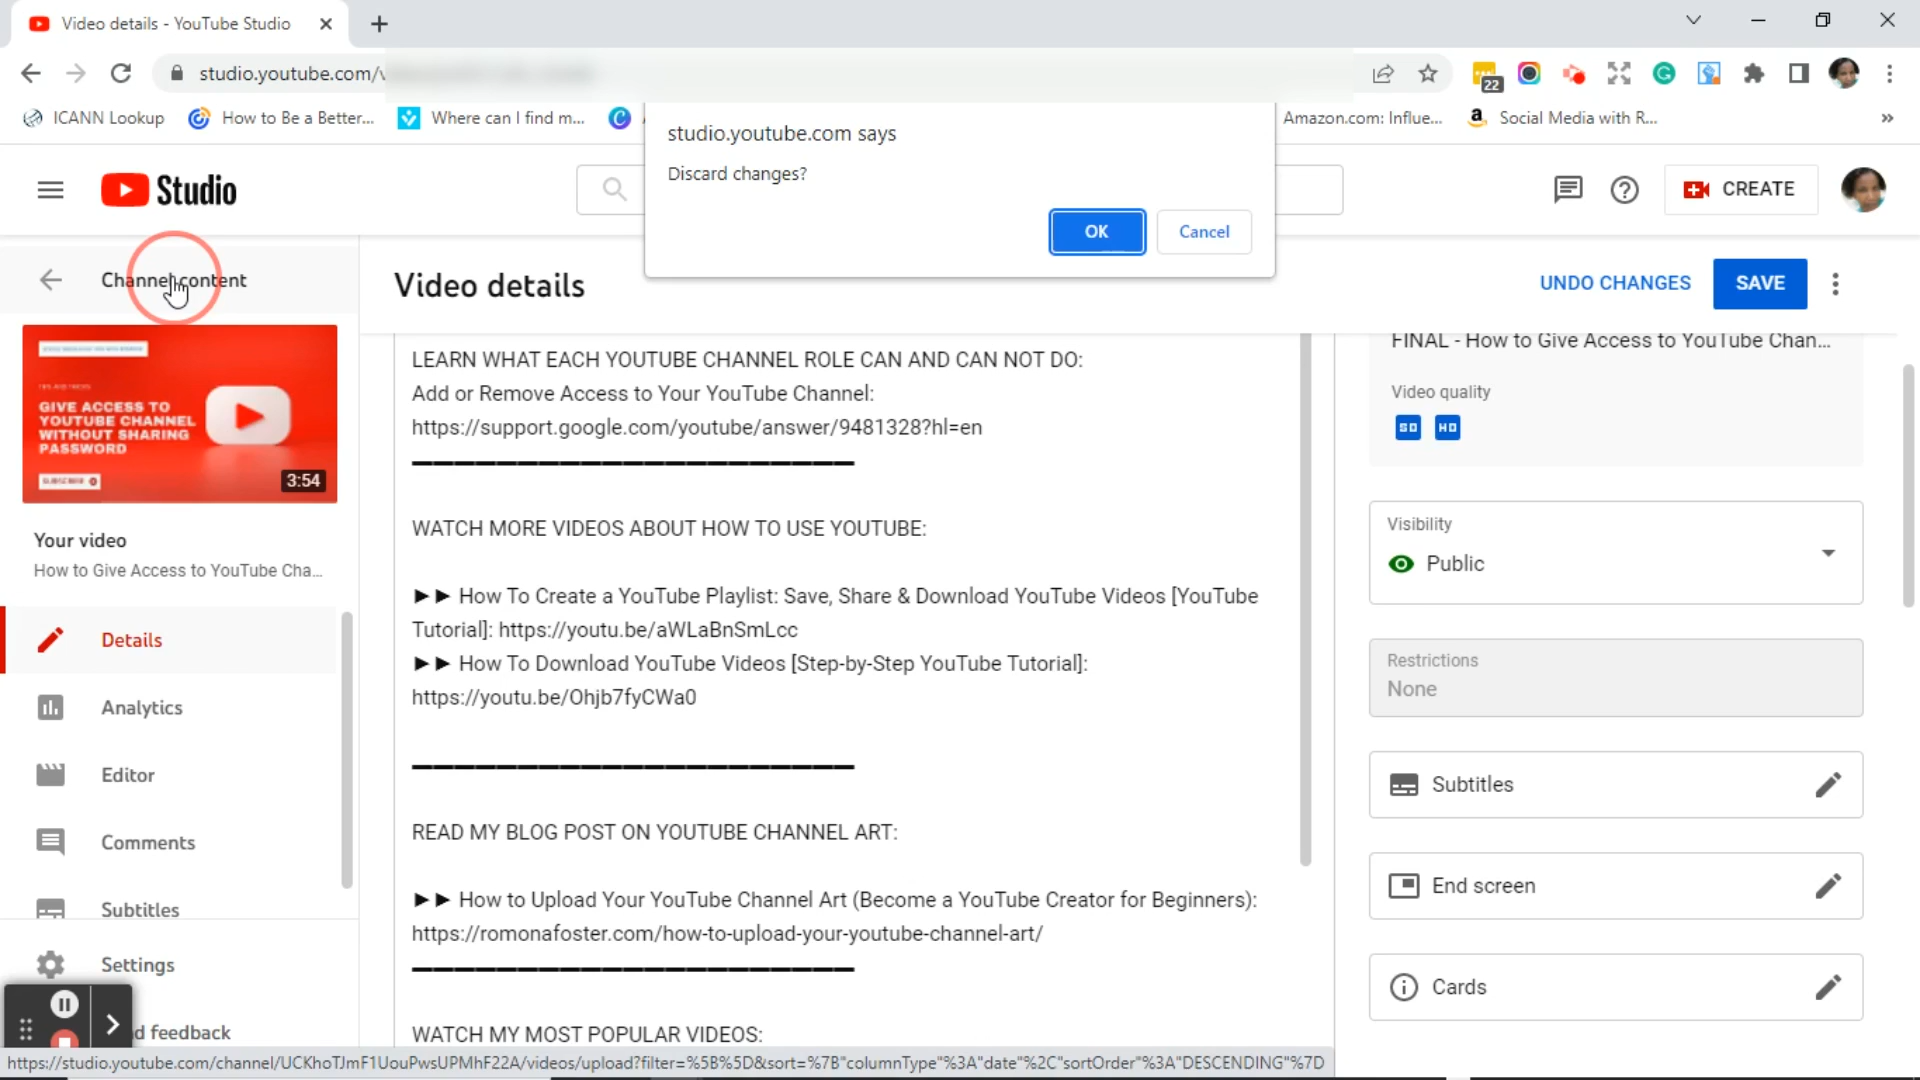 Video details - YouTube Studio
studio.youtube.com/v
22
ICANN Lookup
How to Be a Better...
Where can I find m...
Amazon.com: Influe...
Social Media with R...
»
studio.youtube.com says
Discard changes?
OK
Cancel
Studio
CREATE
Channel content
Video details
UNDO CHANGES
SAVE
GIVE ACCESS TO
YOUTUBE CHANNEL
WITHOUT SHARING
PASSWORD
SUBSCRIBE
3:54
Your video
How to Give Access to YouTube Cha...
Details
Analytics
Editor
Comments
Subtitles
Settings
d feedback
LEARN WHAT EACH YOUTUBE CHANNEL ROLE CAN AND CAN NOT DO:
Add or Remove Access to Your YouTube Channel:
https://support.google.com/youtube/answer/9481328?hl=en
WATCH MORE VIDEOS ABOUT HOW TO USE YOUTUBE:
►► How To Create a YouTube Playlist: Save, Share & Download YouTube Videos [YouTube
Tutorial]: https://youtu.be/aWLaBnSmLcc
►► How To Download YouTube Videos [Step-by-Step YouTube Tutorial]:
https://youtu.be/Ohjb7fyCWa0
READ MY BLOG POST ON YOUTUBE CHANNEL ART:
►► How to Upload Your YouTube Channel Art (Become a YouTube Creator for Beginners):
https://romonafoster.com/how-to-upload-your-youtube-channel-art/
WATCH MY MOST POPULAR VIDEOS:
FINAL - How to Give Access to YouTube Chan...
Video quality
SD HD
Visibility
Public
Restrictions
None
Subtitles
End screen
Cards
https://studio.youtube.com/channel/UCKhoTJmF1UouPwsUPMhF22A/videos/upload?filter=%5B%5D&sort=%7B"columnType"%3A"date"%2C"sortOrder"%3A"DESCENDING"%7D